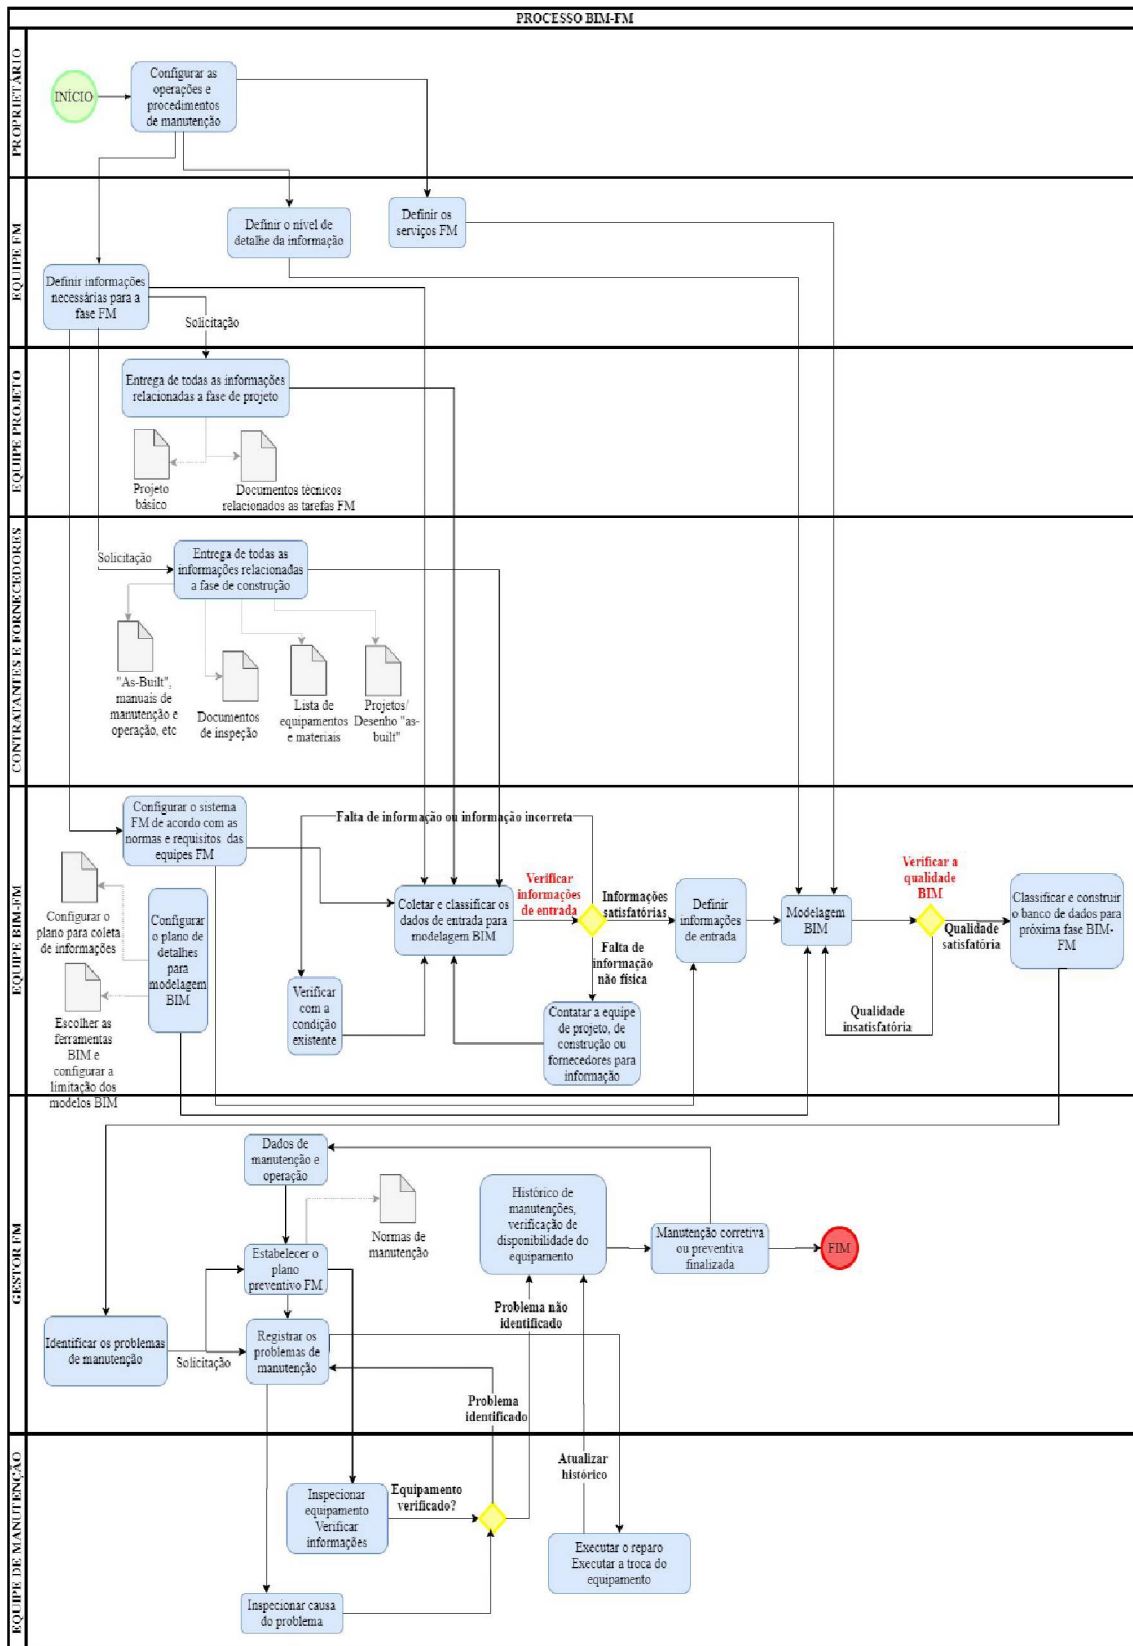 PROCESSO BIM-FM
PROPRIETÁRIO
INÍCIO
Configurar as
operações e
procedimentos
de manutenção
EQUIPE FM
Definir o nível de
detalhe da informação
Definir os
serviços FM
Definir informações
necessárias para a
fase FM
Solicitação
EQUIPE PROJETO
Entrega de todas as informações
relacionadas a fase de projeto
Projeto
básico
Documentos técnicos
relacionados as tarefas FM
CONTRATANTES E FORNECEDORES
Solicitação
Entrega de todas as
informações relacionadas
a fase de construção
"As-Built",
manuais de
manutenção e
operação, etc
Documentos
de inspeção
Lista de
equipamentos
e materiais
Projetos/
Desenho "as-
built"
EQUIPE BIM-FM
Configurar o sistema
FM de acordo com as
normas e requisitos das
equipes FM
Falta de informação ou informação incorreta
Configurar o
plano para coleta
de informações
Configurar
o plano de
detalhes
para
modelagem
BIM
Escolher as
ferramentas
BIM e
configurar a
limitação dos
modelos BIM
Coletar e classificar os
dados de entrada para
modelagem BIM
Verificar
informações
de entrada
Informações
satisfatórias
Falta de
informação
não física
Verificar
com a
condição
existente
Contatar a equipe
de projeto, de
construção ou
fornecedores para
informação
Definir
informações
de entrada
Modelagem
BIM
Verificar a
qualidade
BIM
Qualidade
satisfatória
Qualidade
insatisfatória
Classificar e construir
o banco de dados para
próxima fase BIM-
FM
GESTOR FM
Dados de
manutenção e
operação
Normas de
manutenção
Estabelecer o
plano
preventivo FM
Identificar os problemas
de manutenção
Solicitação
Registrar os
problemas de
manutenção
Histórico de
manutenções,
verificação de
disponibilidade do
equipamento
Manutenção corretiva
ou preventiva
finalizada
FIM
Problema não
identificado
Problema
identificado
EQUIPE DE MANUTENÇÃO
Inspecionar
equipamento
Verificar
informações
Equipamento
verificado?
Atualizar
histórico
Executar o reparo
Executar a troca do
equipamento
Inspecionar causa
do problema